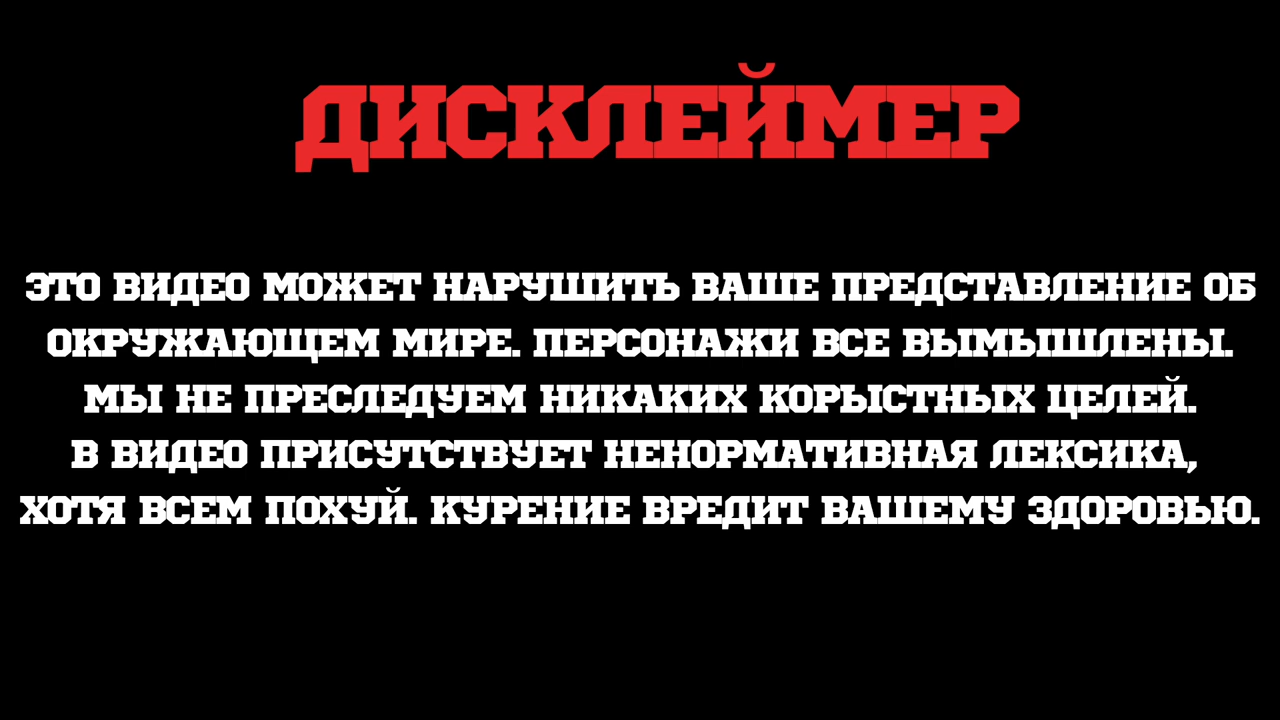 ДИСКЛЕЙМЕР
ЭТО ВИДЕО МОЖЕТ НАРУШИТЬ ВАШЕ ПРЕДСТАВЛЕНИЕ ОБ
ОКРУЖАЮЩЕМ МИРЕ. ПЕРСОНАЖИ ВСЕ ВЫМЫШЛЕНЫ.
МЫ НЕ ПРЕСЛЕДУЕМ НИКАКИХ КОРЫСТНЫХ ЦЕЛЕЙ.
В ВИДЕО ПРИСУТСТВУЕТ НЕНОРМАТИВНАЯ ЛЕКСИКА,
ХОТЯ ВСЕМ ПОХУЙ. КУРЕНИЕ ВРЕДИТ ВАШЕМУ ЗДОРОВЬЮ.